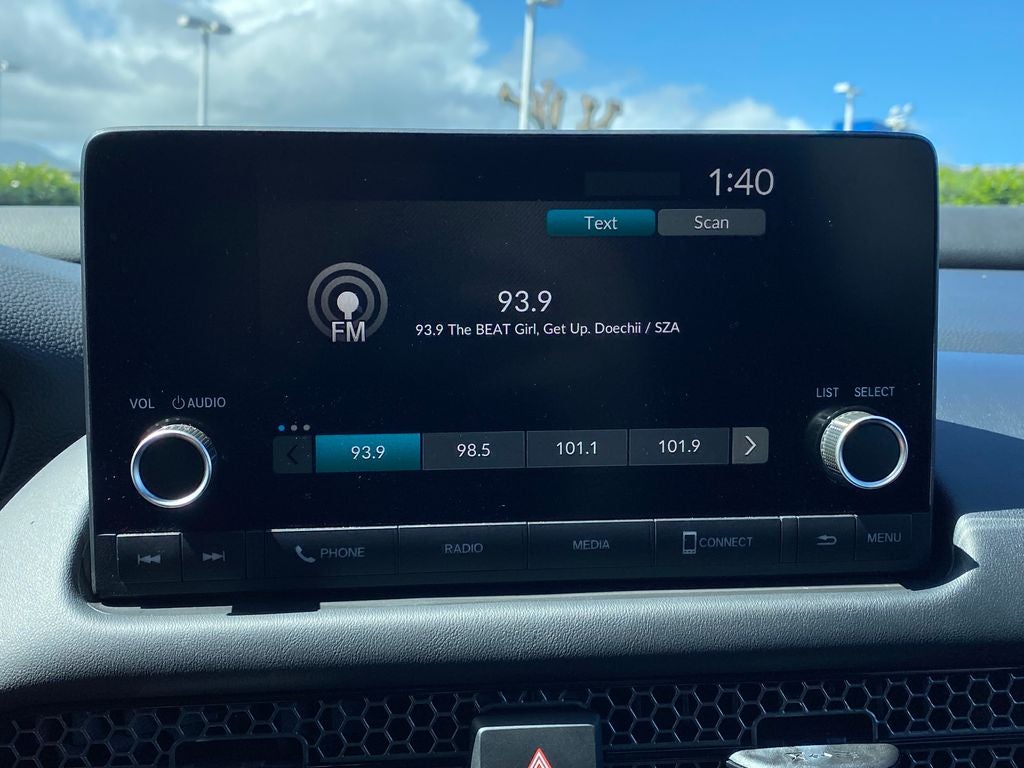 1:40
Text Scan
FM
93.9
93.9 The BEAT Girl, Get Up. Doechii / SZA
VOL AUDIO
LIST SELECT
93.9 98.5 101.1 101.9
PHONE RADIO MEDIA CONNECT MENU